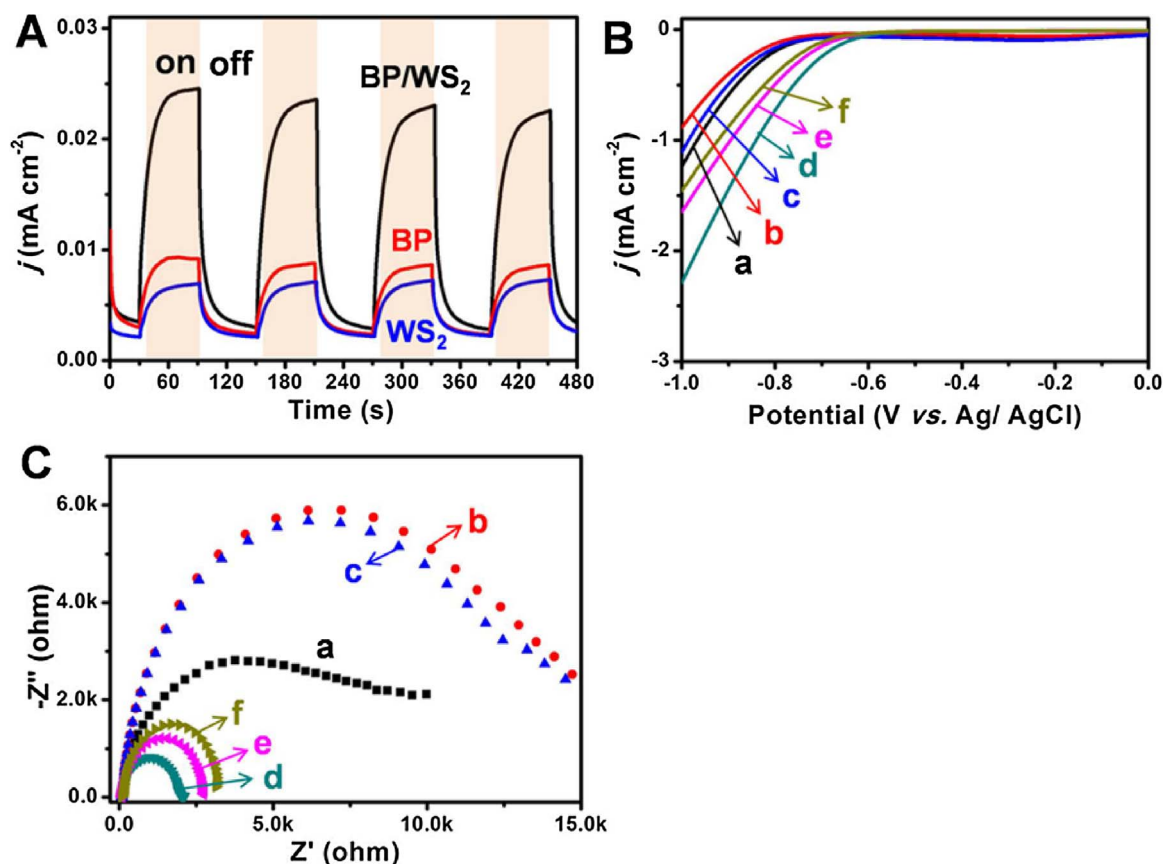 A
j (mA cm⁻²)
0.03
0.02
0.01
0.00
on off
BP/WS₂
BP
WS₂
0 60 120 180 240 300 360 420 480
Time (s)
B
j (mA cm⁻²)
0
-1
-2
-3
f
e
d
c
b
a
-1.0 -0.8 -0.6 -0.4 -0.2 0.0
Potential (V vs. Ag/ AgCl)
C
-Z'' (ohm)
6.0k
4.0k
2.0k
0.0
b
c
a
f
e
d
0.0 5.0k 10.0k 15.0k
Z' (ohm)